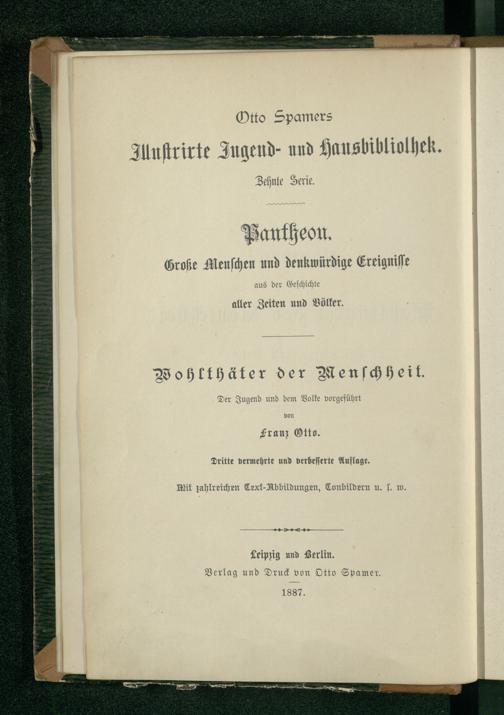 Otto Spamers
Illustrirte Jugend- und Hausbibliothek.
Zehnte Serie.
Pantheon.
Große Menschen und denkwürdige Ereignisse
aus der Geschichte
aller Zeiten und Völker.
Wohlthäter der Menschheit.
Der Jugend und dem Volke vorgeführt
von
Franz Otto.
Dritte vermehrte und verbesserte Auflage.
Mit zahlreichen Text-Abbildungen, Tonbildern u. s. w.
Leipzig und Berlin.
Verlag und Druck von Otto Spamer.
1887.